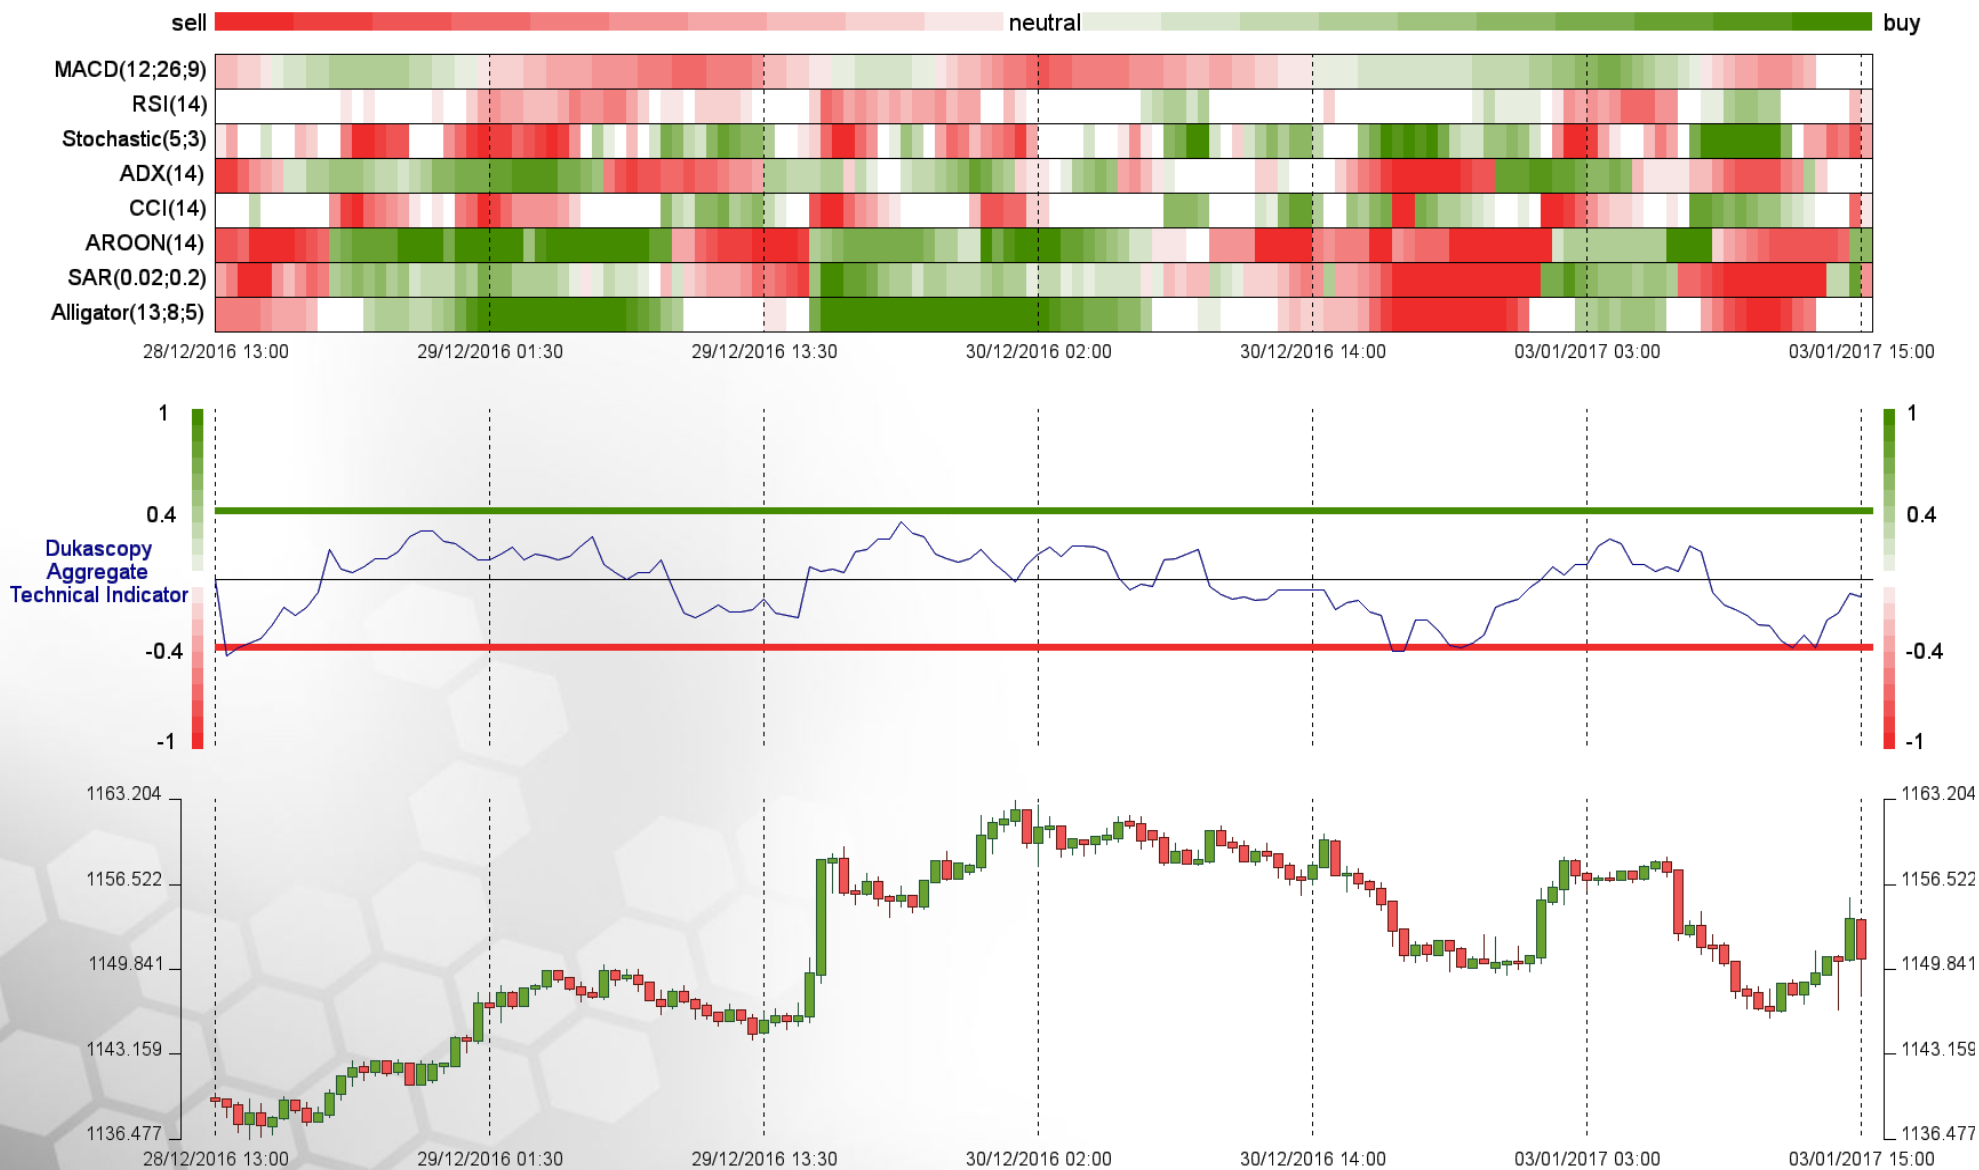 sell neutral buy
MACD(12;26;9)
RSI(14)
Stochastic(5;3)
ADX(14)
CCI(14)
AROON(14)
SAR(0.02;0.2)
Alligator(13;8;5)
28/12/2016 13:00 29/12/2016 01:30 29/12/2016 13:30 30/12/2016 02:00 30/12/2016 14:00 03/01/2017 03:00 03/01/2017 15:00
1 1
0.4 0.4
Dukascopy
Aggregate
Technical Indicator
-0.4 -0.4
-1 -1
1163.204 1163.204
1156.522 1156.522
1149.841 1149.841
1143.159 1143.159
1136.477 1136.477
28/12/2016 13:00 29/12/2016 01:30 29/12/2016 13:30 30/12/2016 02:00 30/12/2016 14:00 03/01/2017 03:00 03/01/2017 15:00